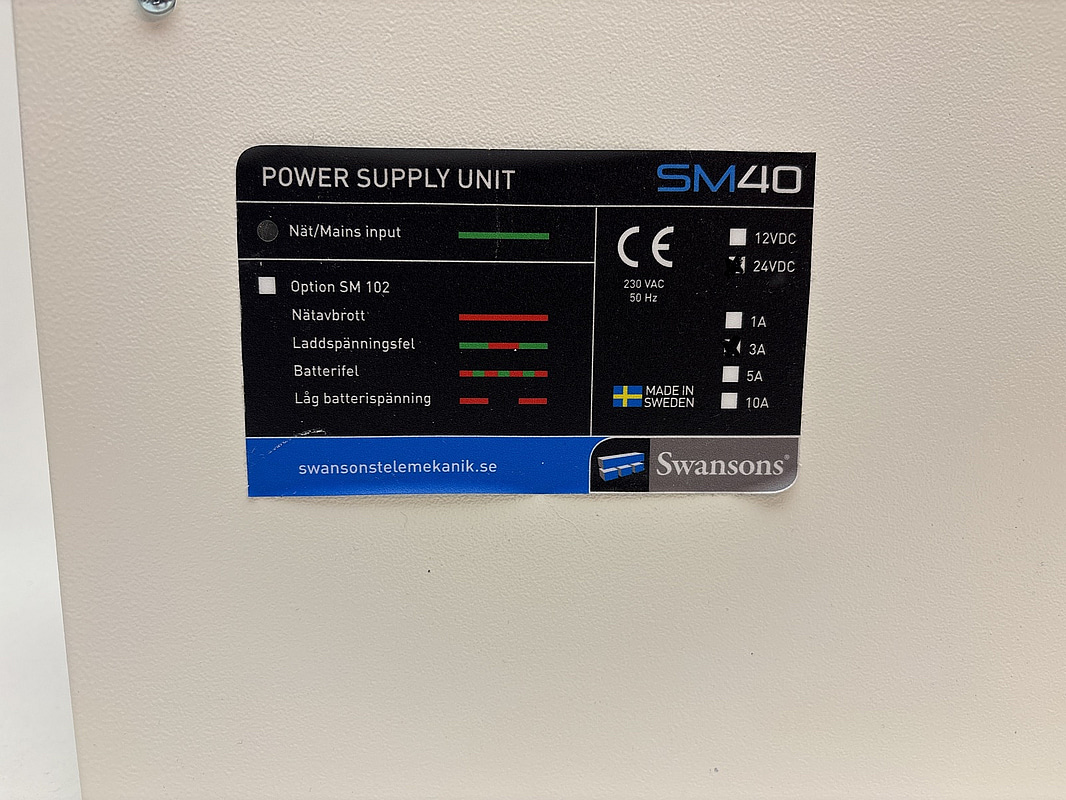 POWER SUPPLY UNIT
SM40
Nät/Mains input
Option SM 102
Nätavbrott
Laddspänningsfel
Batterifel
Låg batterispänning
CE
230 VAC
50 Hz
MADE IN
SWEDEN
12VDC
24VDC
1A
3A
5A
10A
swansonstelemekanik.se
Swansons®